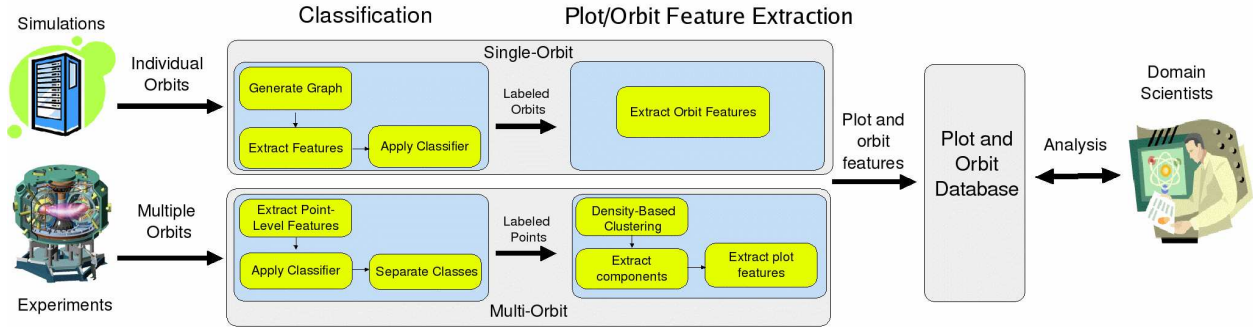 Simulations
Classification
Plot/Orbit Feature Extraction
Individual
Orbits
Single-Orbit
Generate Graph
Extract Features
Apply Classifier
Labeled
Orbits
Extract Orbit Features
Multiple
Orbits
Extract Point-
Level Features
Apply Classifier
Separate Classes
Labeled
Points
Density-Based
Clustering
Extract
components
Extract plot
features
Multi-Orbit
Experiments
Plot and
orbit
features
Plot and
Orbit
Database
Analysis
Domain
Scientists